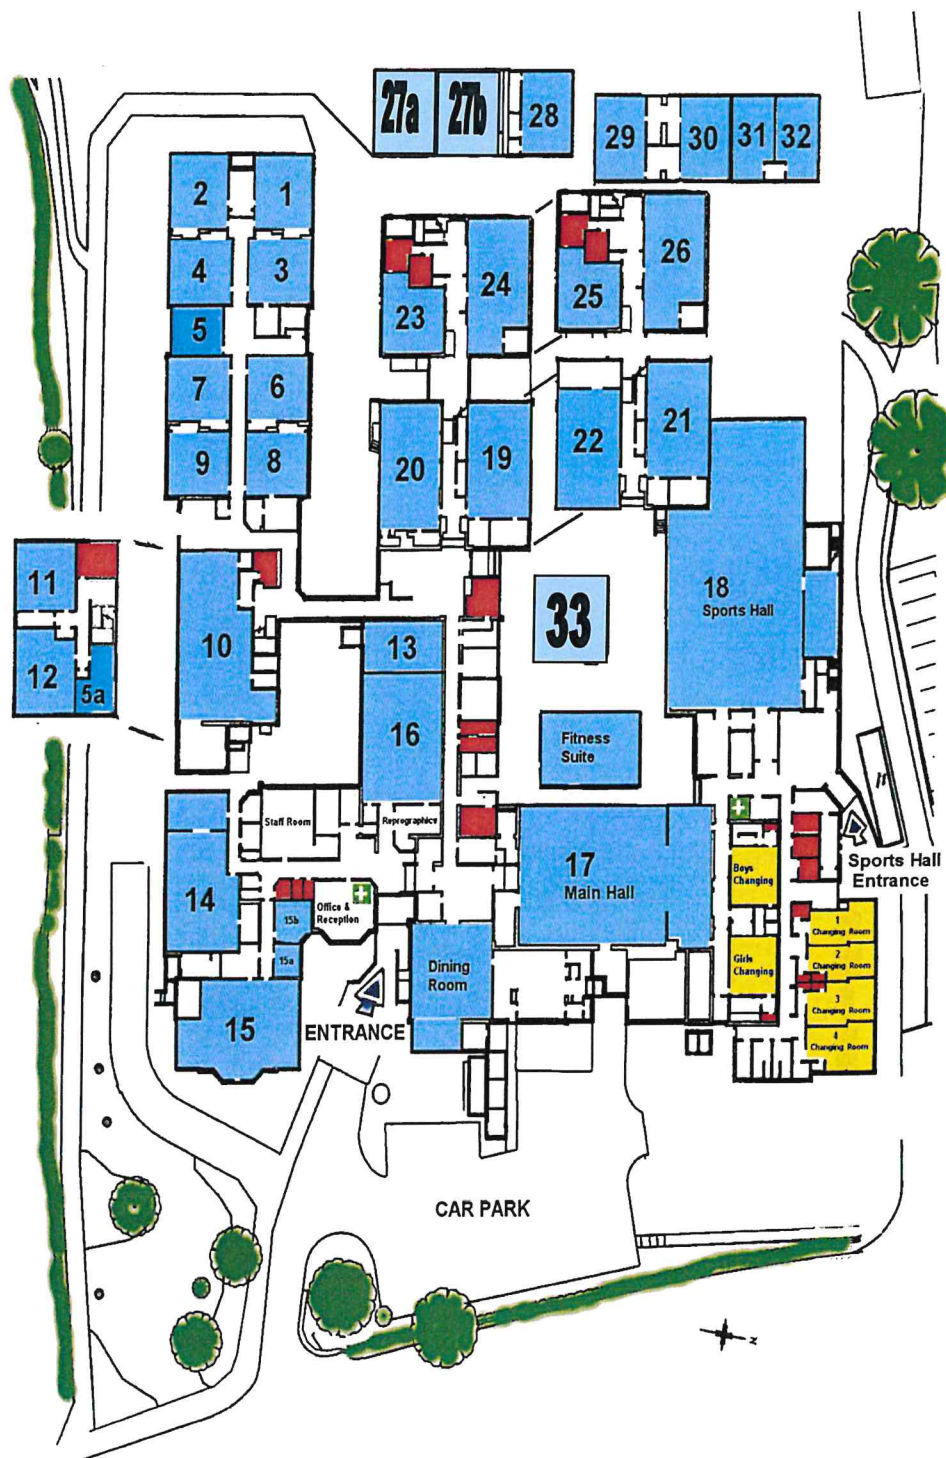 27a
27b
28
29
30
31
32
2
1
4
3
5
7
6
9
8
23
24
25
26
20
19
22
21
11
12
5a
10
13
16
33
18
Sports Hall
Fitness
Suite
Staff Room
Reprographics
14
15b
15a
Office &
Reception
15
ENTRANCE
Dining
Room
17
Main Hall
Boys
Changing
Girls
Changing
Sports Hall
Entrance
1
Changing Room
2
Changing Room
3
Changing Room
4
Changing Room
CAR PARK
N